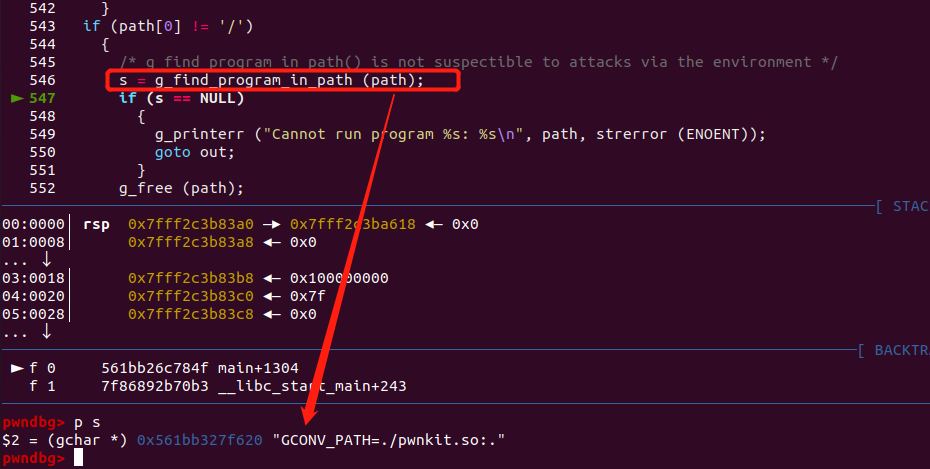 542 }
543 if (path[0] != '/')
544 {
545 /* g_find_program_in_path() is not suspectible to attacks via the environment */
546 s = g_find_program_in_path (path);
► 547 if (s == NULL)
548 {
549 g_printerr ("Cannot run program %s: %s\n", path, strerror (ENOENT));
550 goto out;
551 }
552 g_free (path);
[ STAC
00:0000│ rsp 0x7fff2c3b83a0 —▸ 0x7fff2c3ba618 ◂— 0x0
01:0008│ 0x7fff2c3b83a8 ◂— 0x0
... ↓
03:0018│ 0x7fff2c3b83b8 ◂— 0x100000000
04:0020│ 0x7fff2c3b83c0 ◂— 0x7f
05:0028│ 0x7fff2c3b83c8 ◂— 0x0
... ↓
[ BACKTRA
► f 0 561bb26c784f main+1304
f 1 7f86892b70b3 __libc_start_main+243
pwndbg> p s
$2 = (gchar *) 0x561bb327f620 "GCONV_PATH=./pwnkit.so:."
pwndbg>